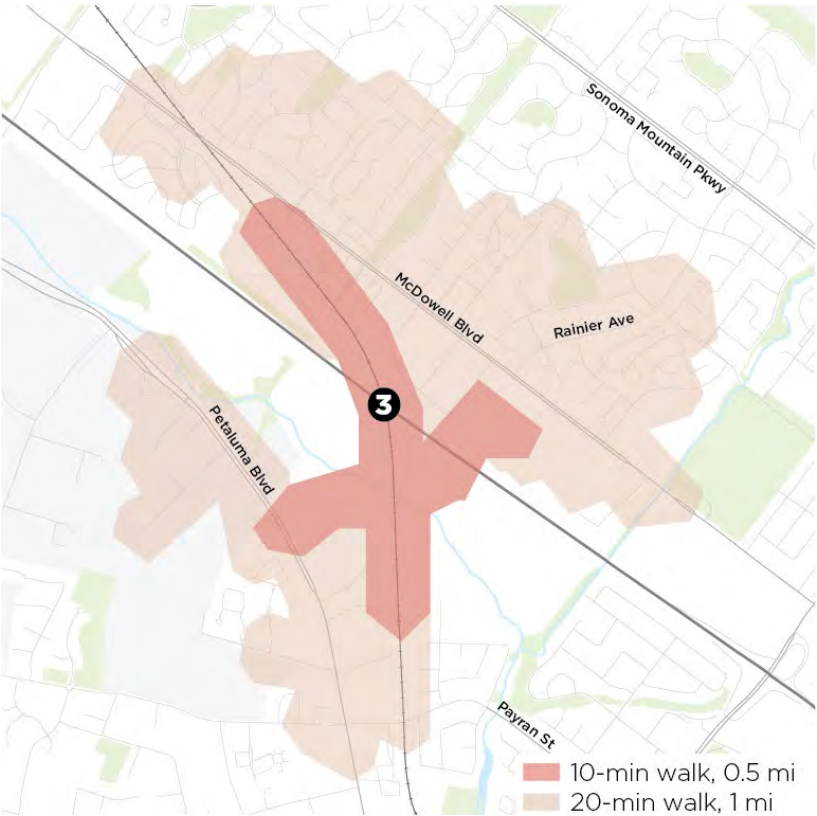 Sonoma Mountain Pkwy
McDowell Blvd
Rainier Ave
3
Petaluma Blvd
Payran St
10-min walk, 0.5 mi
20-min walk, 1 mi